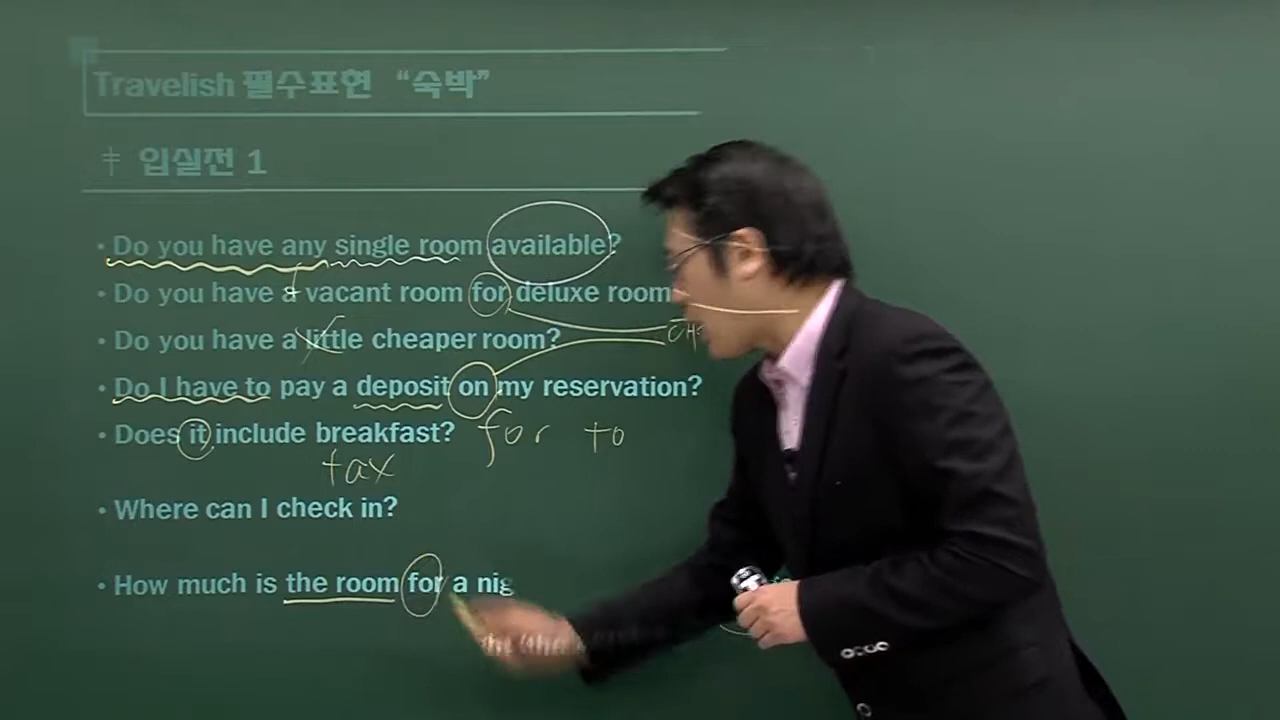 Travelish 필수표현 “숙박”
입실전 1
• Do you have any single room available?
• Do you have a vacant room for deluxe room
• Do you have a little cheaper room?
• Do I have to pay a deposit on my reservation?
for to
• Does it include breakfast?
tax
• Where can I check in?
• How much is the room for a nig